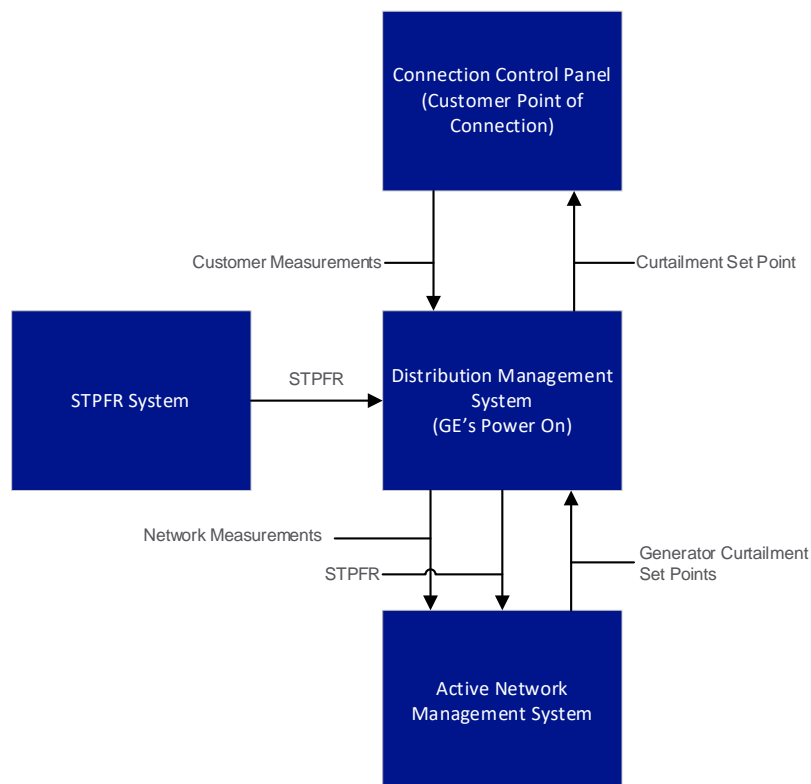 Connection Control Panel
(Customer Point of
Connection)
Customer Measurements
Curtailment Set Point
STPFR System
STPFR
Distribution Management
System
(GE’s Power On)
Network Measurements
STPFR
Generator Curtailment
Set Points
Active Network
Management System